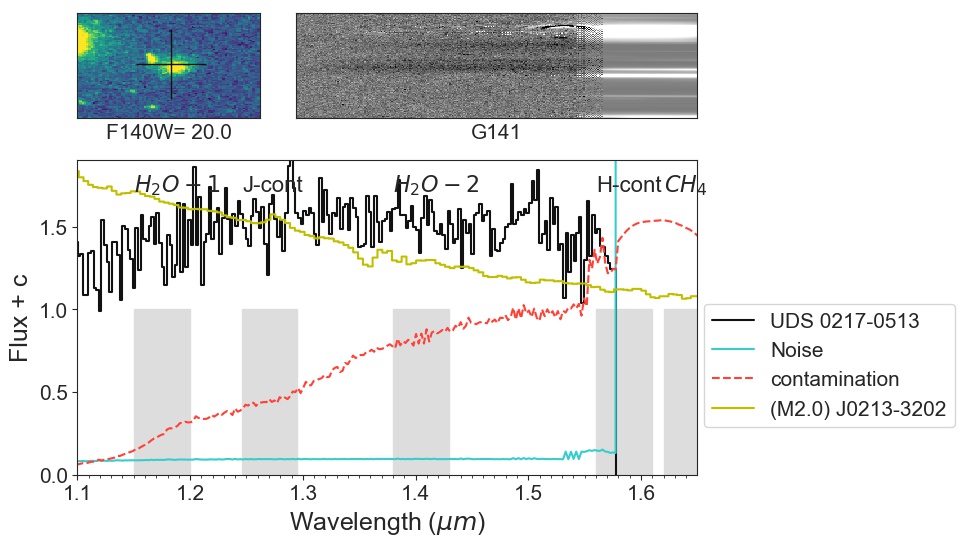 F140W= 20.0
G141
H₂O − 1 J-cont H₂O − 2 H-cont CH₄
Flux + c
1.5
1.0
0.5
0.0
1.1 1.2 1.3 1.4 1.5 1.6
Wavelength (μm)
UDS 0217-0513
Noise
contamination
(M2.0) J0213-3202